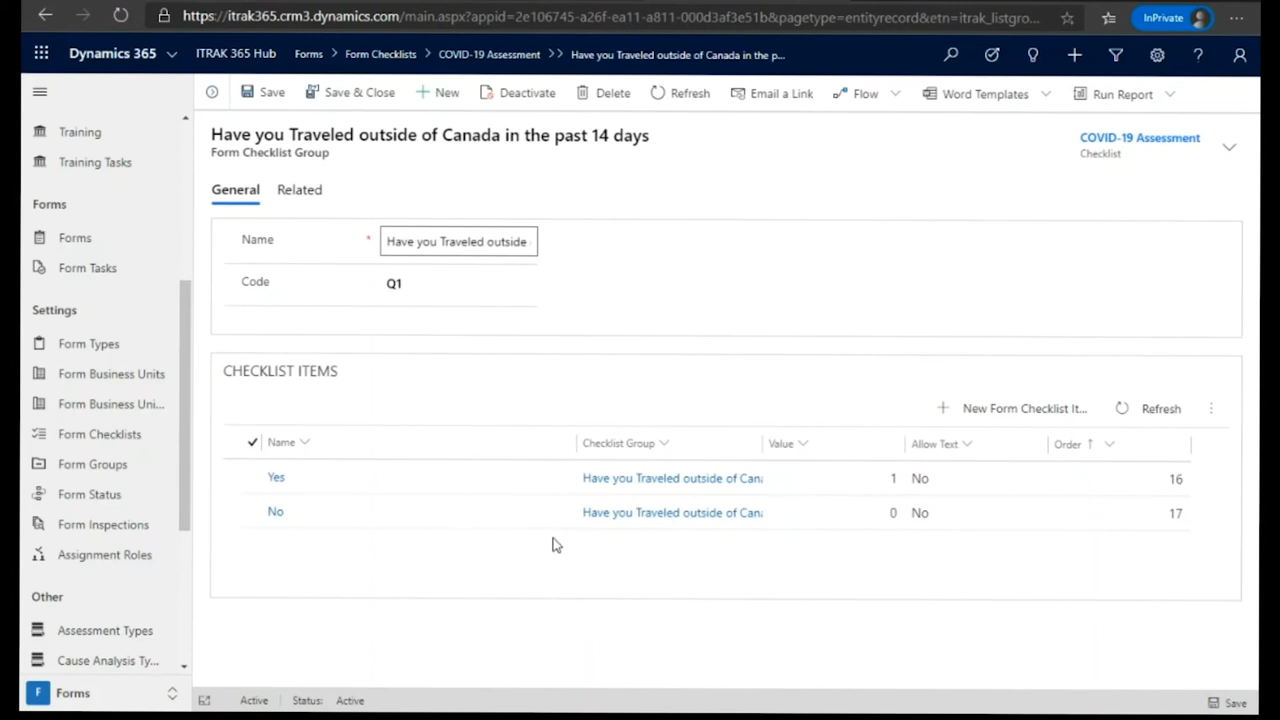 https://itrak365.crm3.dynamics.com/main.aspx?appid=2e106745-a26f-ea11-a811-000d3af3e51b&pagetype=entityrecord&etn=itrak_listgro...
InPrivate
Dynamics 365
ITRAK 365 Hub
Forms
Form Checklists
COVID-19 Assessment
Have you Traveled outside of Canada in the p...
Save
Save & Close
New
Deactivate
Delete
Refresh
Email a Link
Flow
Word Templates
Run Report
Training
Training Tasks
Forms
Forms
Form Tasks
Settings
Form Types
Form Business Units
Form Business Uni...
Form Checklists
Form Groups
Form Status
Form Inspections
Assignment Roles
Other
Assessment Types
Cause Analysis Ty...
F Forms
Have you Traveled outside of Canada in the past 14 days
Form Checklist Group
COVID-19 Assessment
Checklist
General Related
Name * Have you Traveled outside
Code Q1
CHECKLIST ITEMS
+ New Form Checklist It... Refresh
Name Checklist Group Value Allow Text Order ↑
Yes Have you Traveled outside of Cana 1 No 16
No Have you Traveled outside of Cana 0 No 17
Active Status: Active Save